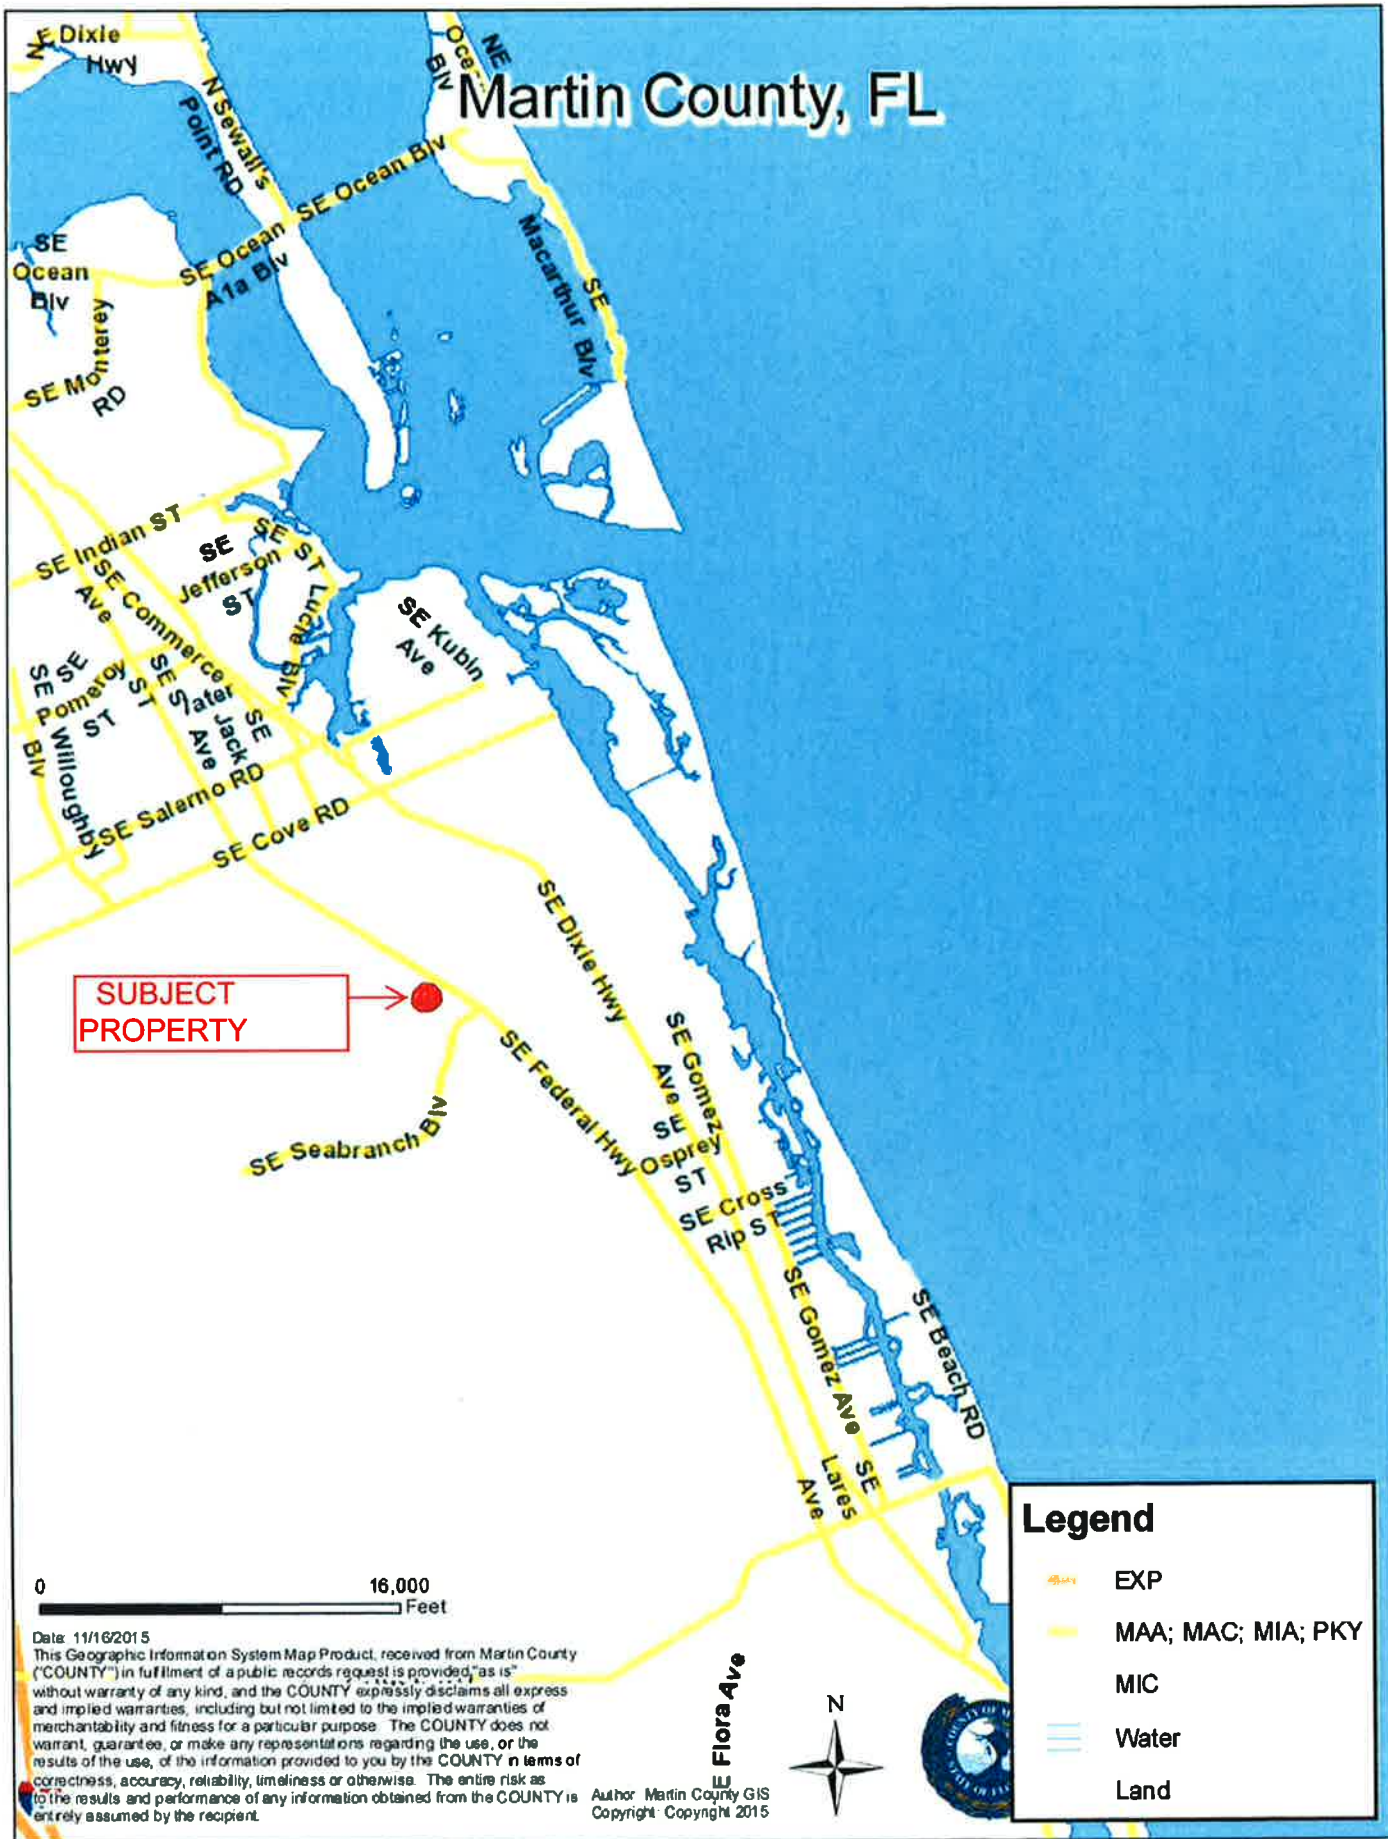 NE Dixie
Hwy
N Sewall's
Point RD
NE
Ocean
Blv
Martin County, FL
SE Ocean Blv
SE Ocean
A1a Blv
SE
Ocean
Blv
SE Monterey
RD
SE
Macarthur Blv
SE Indian ST
SE
Jefferson
ST
SE ST
Lucie Blv
SE Commerce
Ave
SE Kubin
Ave
SE
Pomeroy
ST
SE
Willoughby
Blv
SE
ST
Slater
Ave
SE
Jack
SE Salerno RD
SE Cove RD
SE Dixie Hwy
SUBJECT
PROPERTY
SE Gomez
Ave
SE Federal Hwy
SE Seabranch Blv
SE
Osprey
ST
SE Cross
Rip ST
SE Gomez Ave
SE Beach RD
SE
Lares
Ave
E Flora Ave
0 16,000
Feet
Date: 11/16/2015
This Geographic Information System Map Product, received from Martin County
("COUNTY") in fulfillment of a public records request is provided "as is"
without warranty of any kind, and the COUNTY expressly disclaims all express
and implied warranties, including but not limited to the implied warranties of
merchantability and fitness for a particular purpose. The COUNTY does not
warrant, guarantee, or make any representations regarding the use, or the
results of the use, of the information provided to you by the COUNTY in terms of
correctness, accuracy, reliability, timeliness or otherwise. The entire risk as
to the results and performance of any information obtained from the COUNTY is
entirely assumed by the recipient.
Author: Martin County GIS
Copyright: Copyright 2015
N
COUNTY OF M
Legend
EXP
MAA; MAC; MIA; PKY
MIC
Water
Land